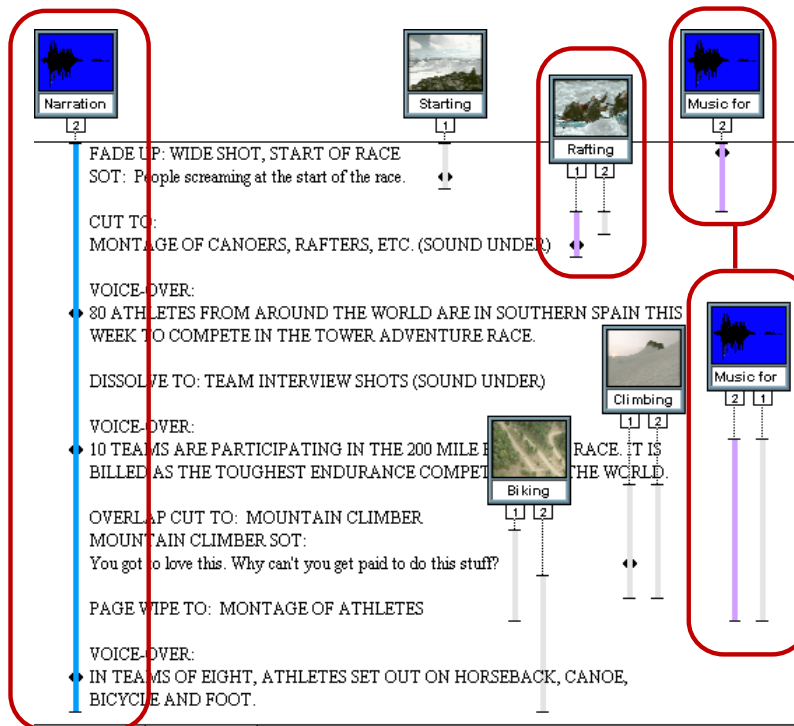 Narration
2
Starting
1
Rafting
1 2
Music for
2
FADE UP: WIDE SHOT, START OF RACE
SOT: People screaming at the start of the race.
CUT TO:
MONTAGE OF CANOERS, RAFTERS, ETC. (SOUND UNDER)
VOICE-OVER:
80 ATHLETES FROM AROUND THE WORLD ARE IN SOUTHERN SPAIN THIS
WEEK TO COMPETE IN THE TOWER ADVENTURE RACE.
Music for
2 1
DISSOLVE TO: TEAM INTERVIEW SHOTS (SOUND UNDER)
Climbing
1 2
VOICE-OVER:
10 TEAMS ARE PARTICIPATING IN THE 200 MILE RACE. IT IS
BILLED AS THE TOUGHEST ENDURANCE THE WORLD.
Biking
1 2
OVERLAP CUT TO: MOUNTAIN CLIMBER
MOUNTAIN CLIMBER SOT:
You got to love this. Why can't you get paid to do this stuff?
PAGE WIPE TO: MONTAGE OF ATHLETES
VOICE-OVER:
IN TEAMS OF EIGHT, ATHLETES SET OUT ON HORSEBACK, CANOE,
BICYCLE AND FOOT.